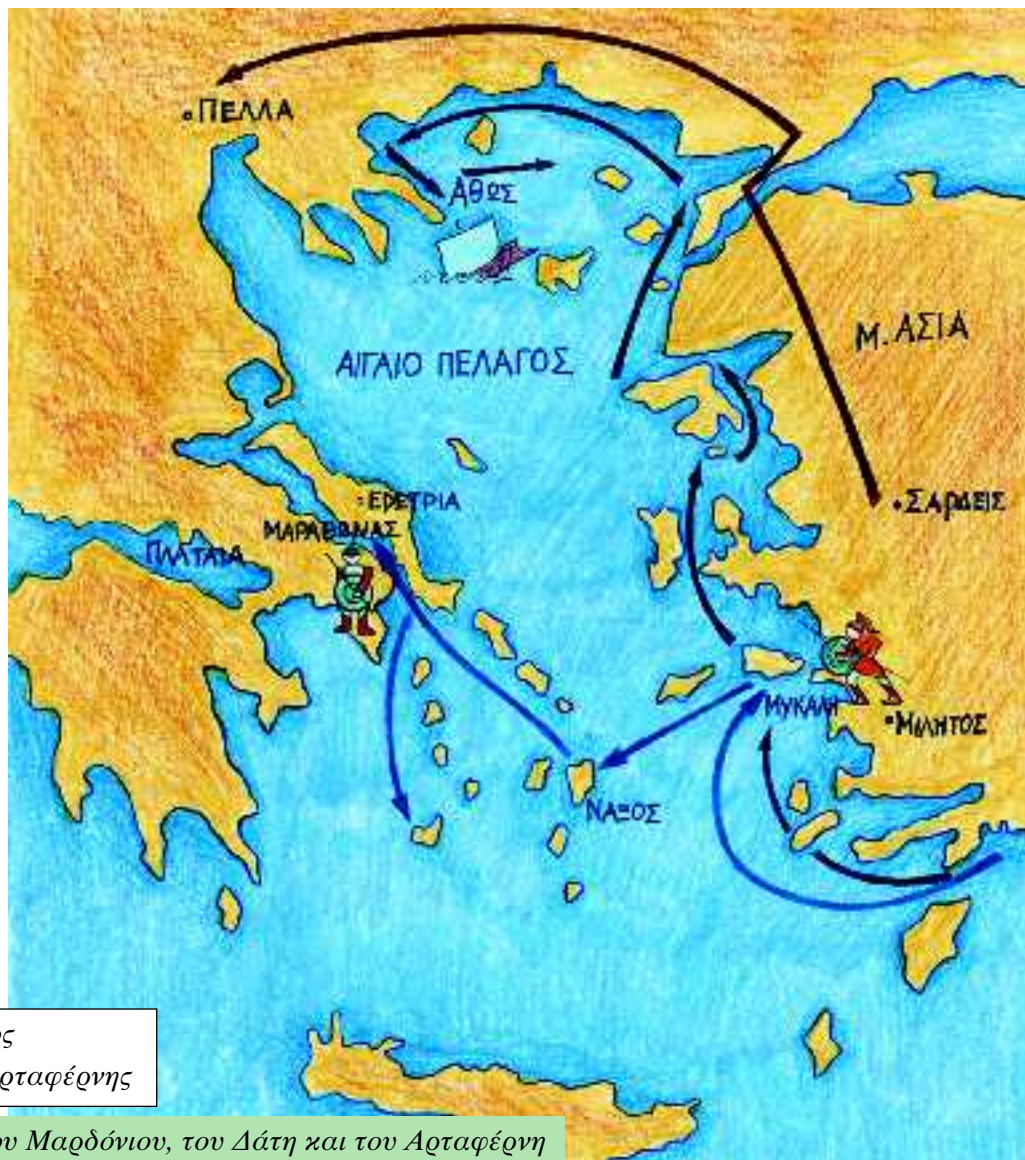 ΠΕΛΛΑ
ΑΘΩΣ
Μ. ΑΣΙΑ
ΑΙΓΑΙΟ ΠΕΛΑΓΟΣ
ΣΑΡΔΕΙΣ
ΕΡΕΤΡΙΑ
ΜΑΡΑΘΩΝΑΣ
ΠΛΑΤΑΙΑ
ΜΥΚΑΛΗ
ΜΙΛΗΤΟΣ
ΝΑΞΟΣ
ρταφέρνης
ου Μαρδόνιου, του Δάτη και του Αρταφέρνη